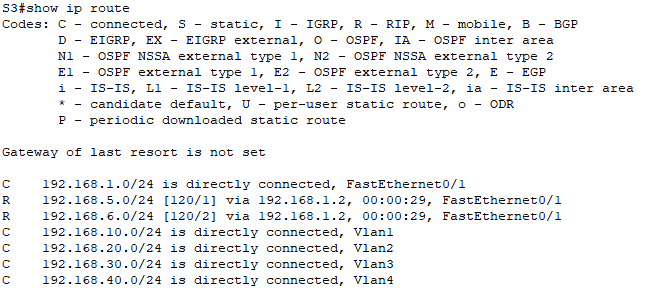 S3#show ip route
Codes: C - connected, S - static, I - IGRP, R - RIP, M - mobile, B - BGP
       D - EIGRP, EX - EIGRP external, O - OSPF, IA - OSPF inter area
       N1 - OSPF NSSA external type 1, N2 - OSPF NSSA external type 2
       E1 - OSPF external type 1, E2 - OSPF external type 2, E - EGP
       i - IS-IS, L1 - IS-IS level-1, L2 - IS-IS level-2, ia - IS-IS inter area
       * - candidate default, U - per-user static route, o - ODR
       P - periodic downloaded static route

Gateway of last resort is not set

C    192.168.1.0/24 is directly connected, FastEthernet0/1
R    192.168.5.0/24 [120/1] via 192.168.1.2, 00:00:29, FastEthernet0/1
R    192.168.6.0/24 [120/2] via 192.168.1.2, 00:00:29, FastEthernet0/1
C    192.168.10.0/24 is directly connected, Vlan1
C    192.168.20.0/24 is directly connected, Vlan2
C    192.168.30.0/24 is directly connected, Vlan3
C    192.168.40.0/24 is directly connected, Vlan4